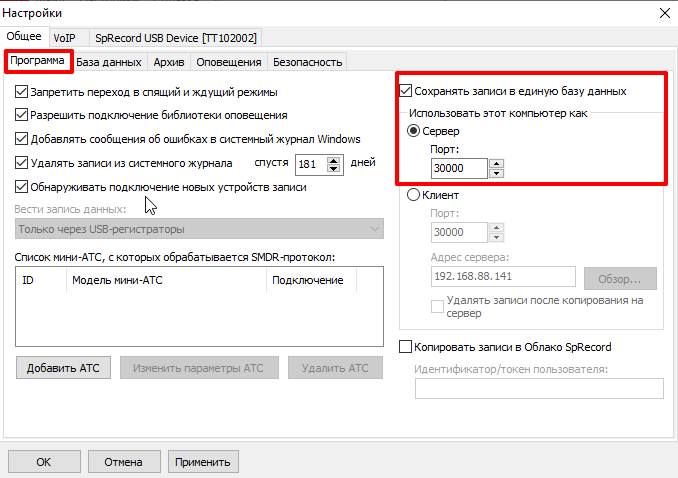 Настройки
Общее VoIP SpRecord USB Device [TT102002]
Программа База данных Архив Оповещения Безопасность
Запретить переход в спящий и ждущий режимы
Разрешить подключение библиотеки оповещения
Добавлять сообщения об ошибках в системный журнал Windows
Удалять записи из системного журнала спустя 181 дней
Обнаруживать подключение новых устройств записи
Вести запись данных:
Только через USB-регистраторы
Список мини-АТС, с которых обрабатывается SMDR-протокол:
ID Модель мини-АТС Подключение
Добавить АТС Изменить параметры АТС Удалить АТС
Сохранять записи в единую базу данных
Использовать этот компьютер как
Сервер
Порт:
30000
Клиент
Порт:
30000
Адрес сервера:
192.168.88.141 Обзор...
Удалять записи после копирования на
сервер
Копировать записи в Облако SpRecord
Идентификатор/токен пользователя:
OK Отмена Применить